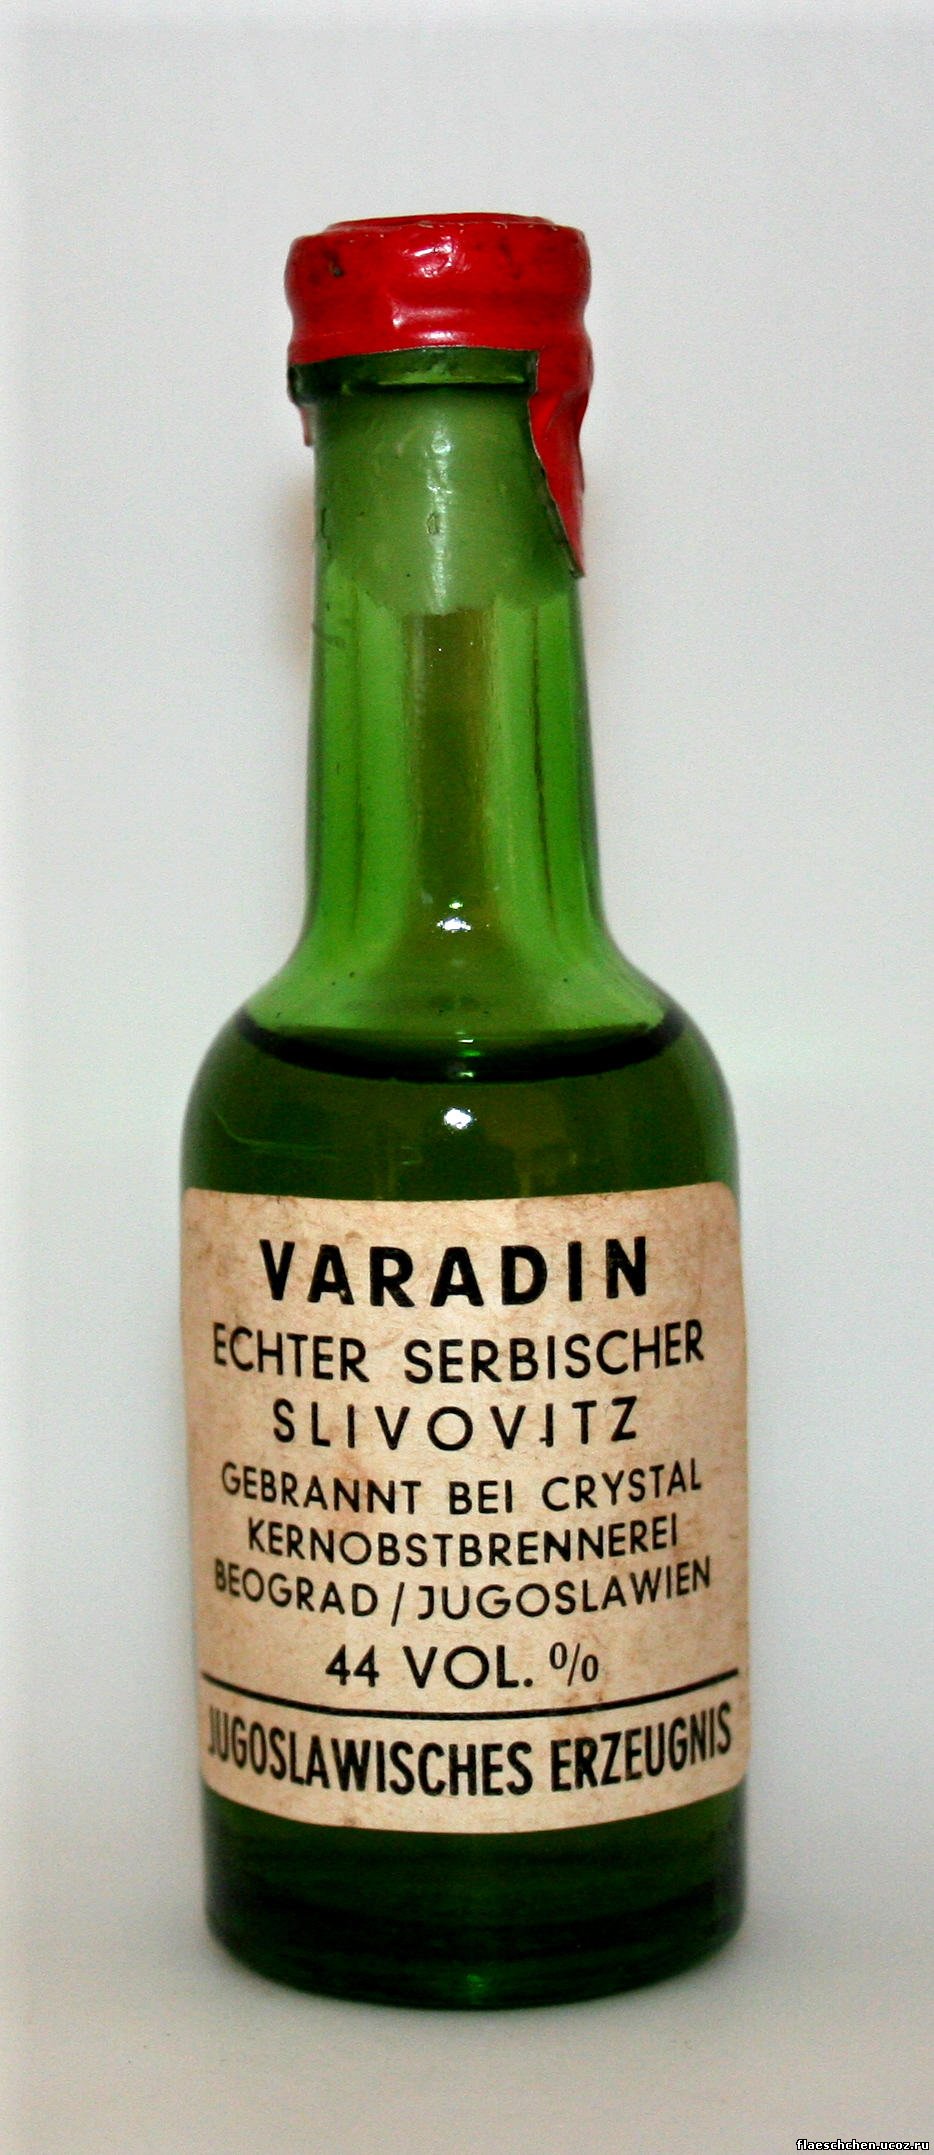 VARADIN
ECHTER SERBISCHER
SLIVOVITZ
GEBRANNT BEI CRYSTAL
KERNOBSTBRENNEREI
BEOGRAD / JUGOSLAWIEN
44 VOL. %
JUGOSLAWISCHES ERZEUGNIS
flaeschchen.ucoz.ru